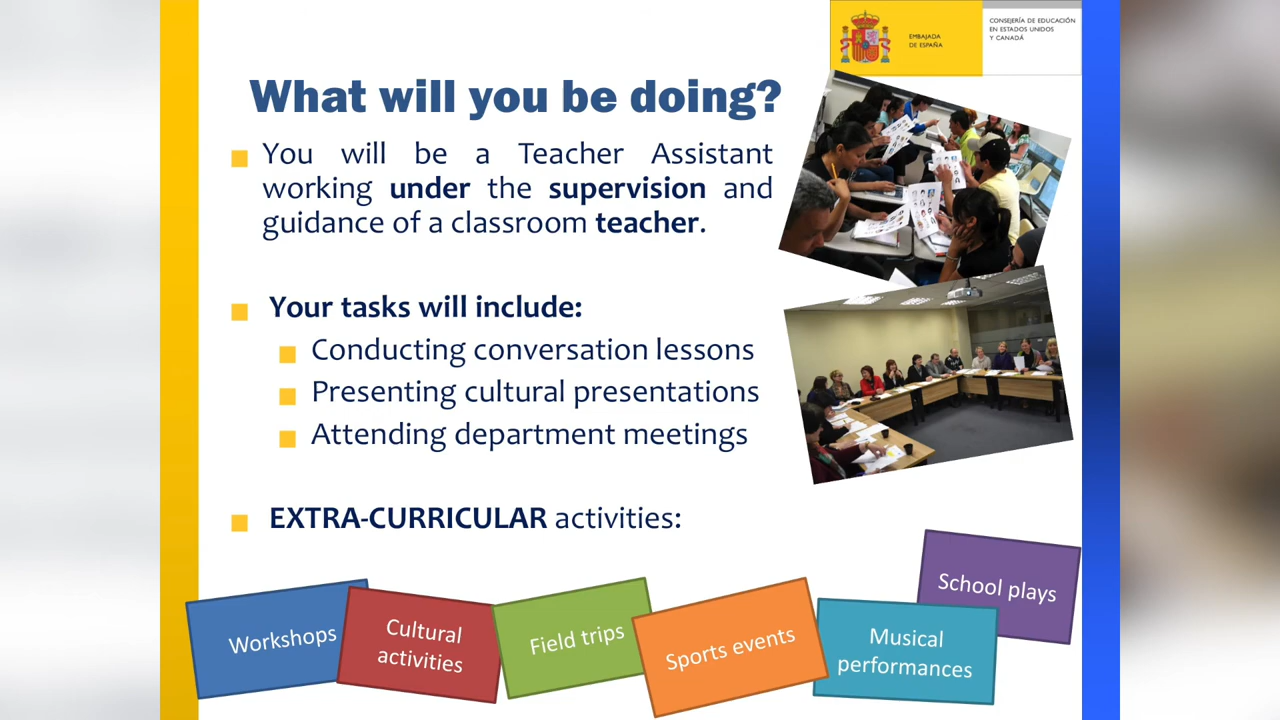 EMBAJADA
DE ESPAÑA
CONSEJERÍA DE EDUCACIÓN
EN ESTADOS UNIDOS
Y CANADÁ
What will you be doing?
You will be a Teacher Assistant
working under the supervision and
guidance of a classroom teacher.
Your tasks will include:
Conducting conversation lessons
Presenting cultural presentations
Attending department meetings
EXTRA-CURRICULAR activities:
Workshops
Cultural
activities
Field trips
Sports events
Musical
performances
School plays